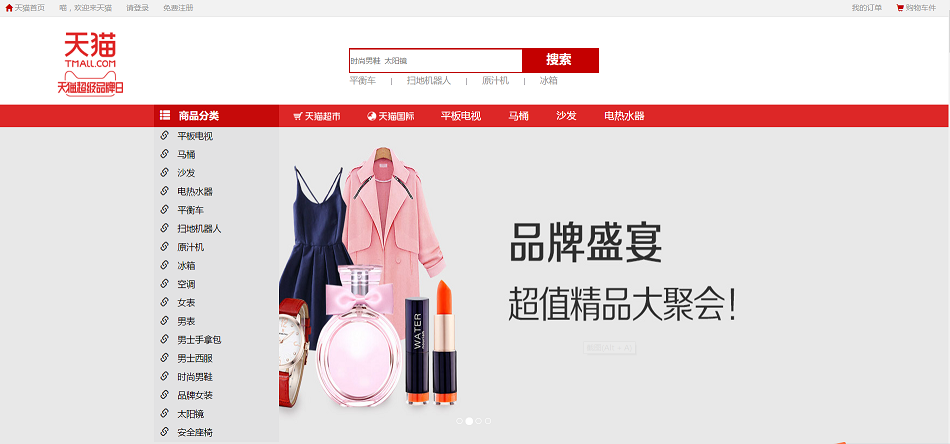 天猫首页 喵，欢迎来天猫 请登录 免费注册 我的订单 购物车件
天猫
TMALL.COM
天猫超级品牌日
时尚男鞋 太阳镜 搜索
平衡车 | 扫地机器人 | 原汁机 | 冰箱
商品分类 天猫超市 天猫国际 平板电视 马桶 沙发 电热水器
平板电视
马桶
沙发
电热水器
平衡车
扫地机器人
原汁机
冰箱
空调
女表
男表
男士手拿包
男士西服
时尚男鞋
品牌女装
太阳镜
安全座椅
品牌盛宴
超值精品大聚会!
WATER